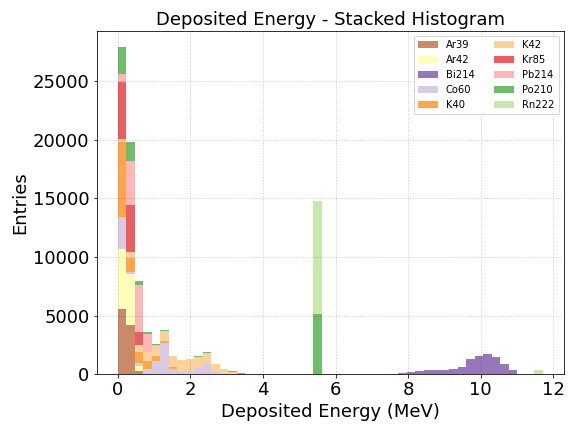 Deposited Energy - Stacked Histogram
Entries
25000
20000
15000
10000
5000
0
Ar39
Ar42
Bi214
Co60
K40
K42
Kr85
Pb214
Po210
Rn222
0 2 4 6 8 10 12
Deposited Energy (MeV)